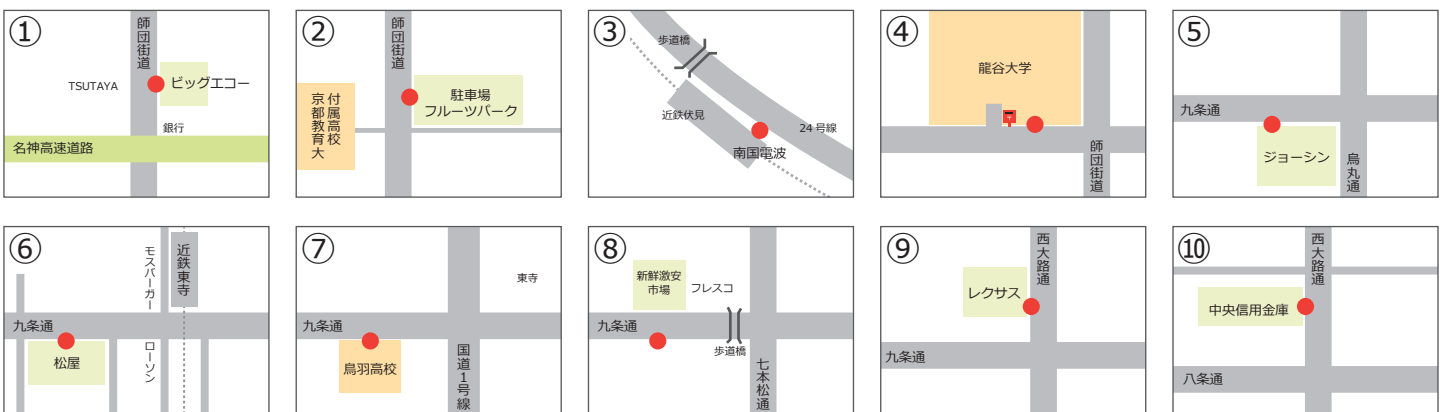 ①
師団街道
TSUTAYA
ビッグエコー
銀行
名神高速道路
②
師団街道
京都教育大
付属高校
駐車場
フルーツパーク
③
歩道橋
近鉄伏見
24号線
南国電波
④
龍谷大学
師団街道
⑤
九条通
ジョーシン
烏丸通
⑥
モスバーガー
近鉄東寺
九条通
松屋
ローソン
⑦
東寺
九条通
鳥羽高校
国道1号線
⑧
新鮮激安
市場
フレスコ
九条通
歩道橋
七本松通
⑨
西大路通
レクサス
九条通
⑩
西大路通
中央信用金庫
八条通